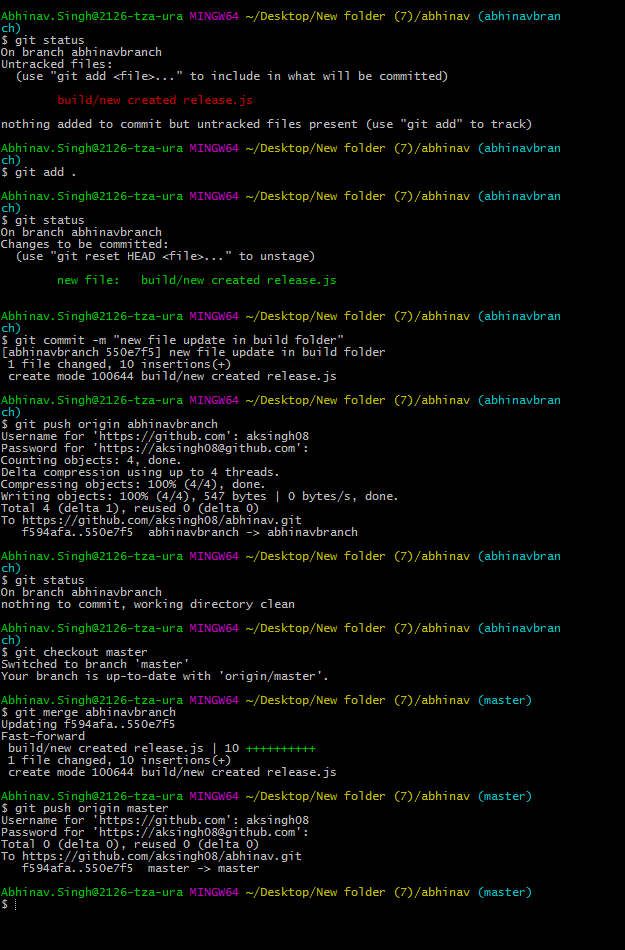 Abhinav.Singh@2126-tza-ura MINGW64 ~/Desktop/New folder (7)/abhinav (abhinavbran
ch)
$ git status
On branch abhinavbranch
Untracked files:
  (use "git add <file>..." to include in what will be committed)

        build/new created release.js

nothing added to commit but untracked files present (use "git add" to track)

Abhinav.Singh@2126-tza-ura MINGW64 ~/Desktop/New folder (7)/abhinav (abhinavbran
ch)
$ git add .

Abhinav.Singh@2126-tza-ura MINGW64 ~/Desktop/New folder (7)/abhinav (abhinavbran
ch)
$ git status
On branch abhinavbranch
Changes to be committed:
  (use "git reset HEAD <file>..." to unstage)

        new file:   build/new created release.js


Abhinav.Singh@2126-tza-ura MINGW64 ~/Desktop/New folder (7)/abhinav (abhinavbran
ch)
$ git commit -m "new file update in build folder"
[abhinavbranch 550e7f5] new file update in build folder
 1 file changed, 10 insertions(+)
 create mode 100644 build/new created release.js

Abhinav.Singh@2126-tza-ura MINGW64 ~/Desktop/New folder (7)/abhinav (abhinavbran
ch)
$ git push origin abhinavbranch
Username for 'https://github.com': aksingh08
Password for 'https://aksingh08@github.com':
Counting objects: 4, done.
Delta compression using up to 4 threads.
Compressing objects: 100% (4/4), done.
Writing objects: 100% (4/4), 547 bytes | 0 bytes/s, done.
Total 4 (delta 1), reused 0 (delta 0)
To https://github.com/aksingh08/abhinav.git
   f594afa..550e7f5  abhinavbranch -> abhinavbranch

Abhinav.Singh@2126-tza-ura MINGW64 ~/Desktop/New folder (7)/abhinav (abhinavbran
ch)
$ git status
On branch abhinavbranch
nothing to commit, working directory clean

Abhinav.Singh@2126-tza-ura MINGW64 ~/Desktop/New folder (7)/abhinav (abhinavbran
ch)
$ git checkout master
Switched to branch 'master'
Your branch is up-to-date with 'origin/master'.

Abhinav.Singh@2126-tza-ura MINGW64 ~/Desktop/New folder (7)/abhinav (master)
$ git merge abhinavbranch
Updating f594afa..550e7f5
Fast-forward
 build/new created release.js | 10 ++++++++++
 1 file changed, 10 insertions(+)
 create mode 100644 build/new created release.js

Abhinav.Singh@2126-tza-ura MINGW64 ~/Desktop/New folder (7)/abhinav (master)
$ git push origin master
Username for 'https://github.com': aksingh08
Password for 'https://aksingh08@github.com':
Total 0 (delta 0), reused 0 (delta 0)
To https://github.com/aksingh08/abhinav.git
   f594afa..550e7f5  master -> master

Abhinav.Singh@2126-tza-ura MINGW64 ~/Desktop/New folder (7)/abhinav (master)
$